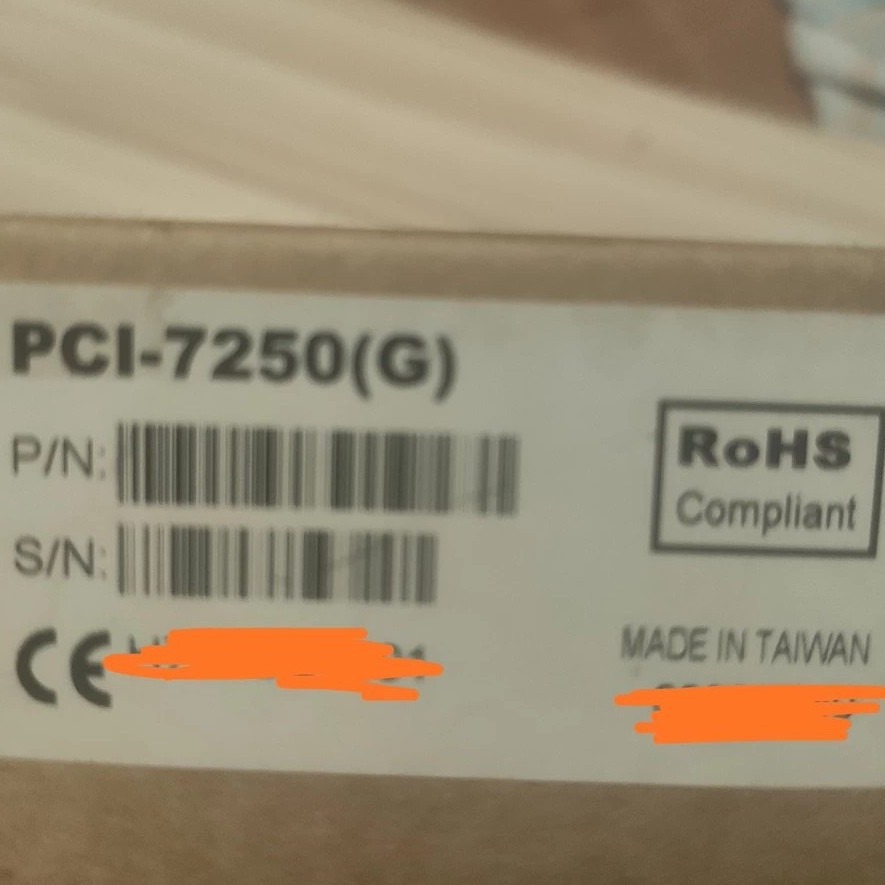 PCI-7250(G)
P/N:
RoHS
Compliant
S/N:
CE
MADE IN TAIWAN